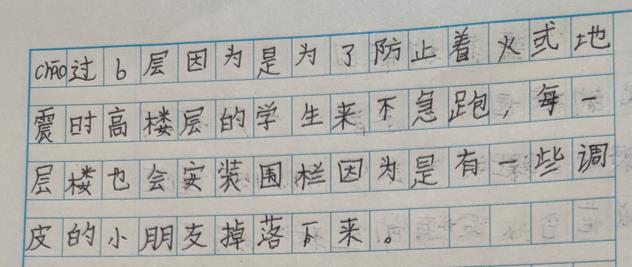 chāo过6层因为是为了防止着火或地
震时高楼层的学生来不急跑，每一
层楼也会实装围栏因为是有一些调
皮的小朋友掉落下来。